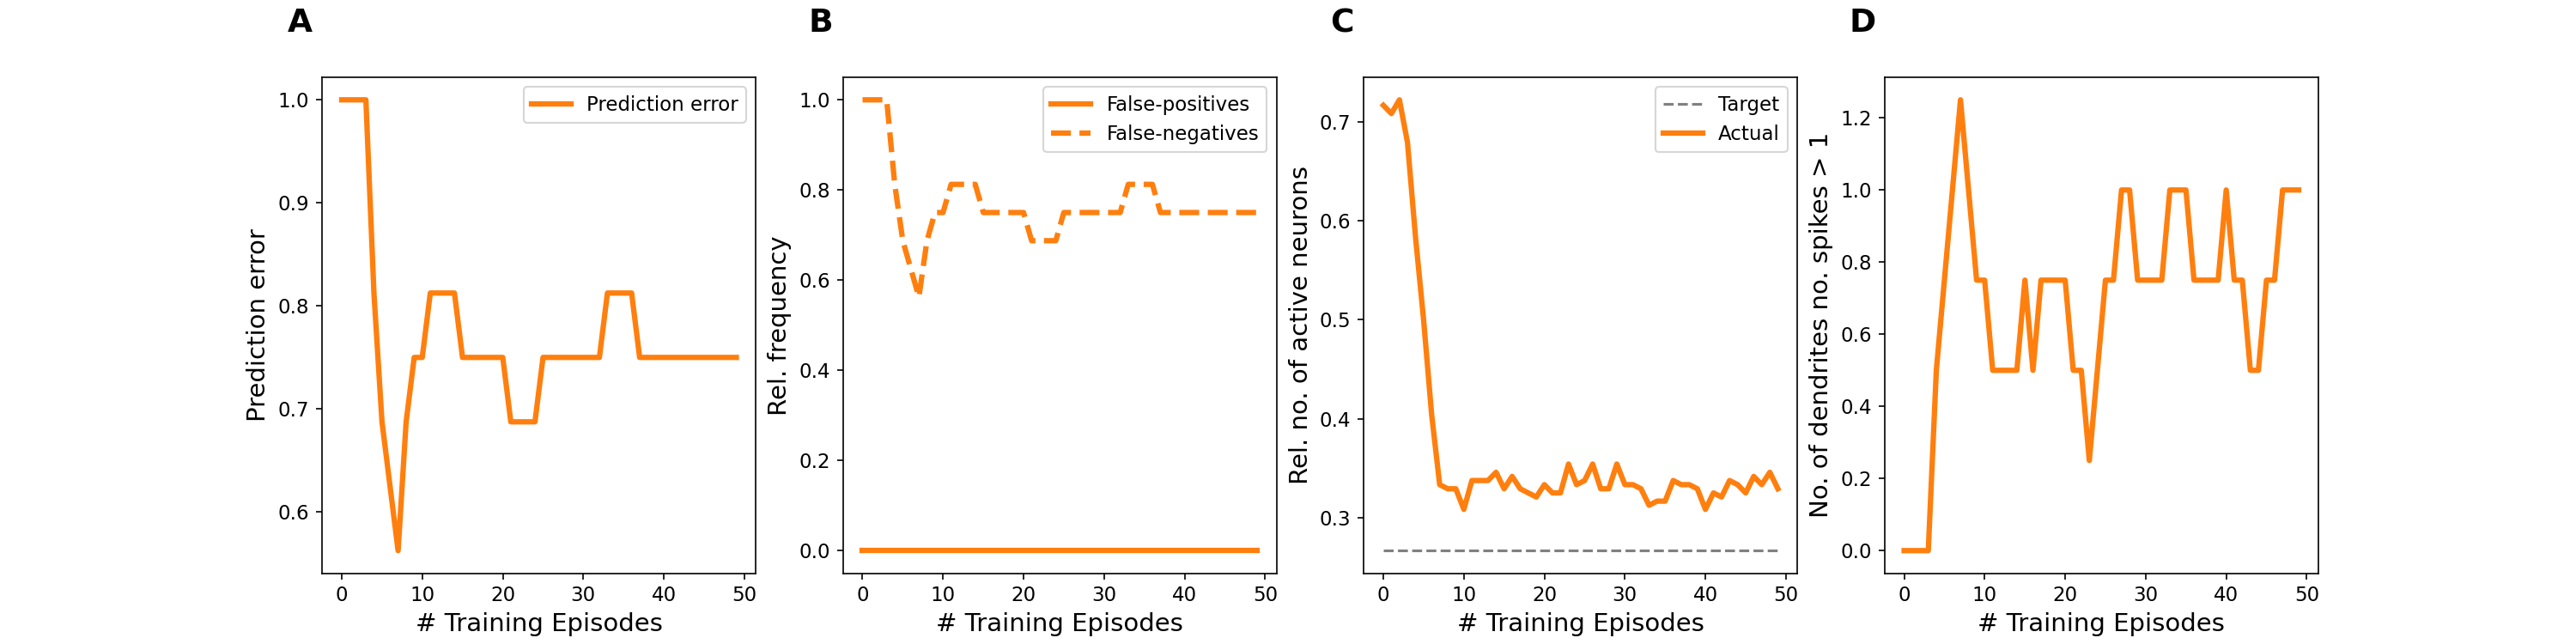 A
B
C
D
Prediction error
1.0
0.9
0.8
0.7
0.6
Prediction error
0
10
20
30
40
50
# Training Episodes
Rel. frequency
1.0
0.8
0.6
0.4
0.2
0.0
False-positives
False-negatives
0
10
20
30
40
50
# Training Episodes
Rel. no. of active neurons
0.7
0.6
0.5
0.4
0.3
Target
Actual
0
10
20
30
40
50
# Training Episodes
No. of dendrites no. spikes > 1
1.2
1.0
0.8
0.6
0.4
0.2
0.0
0
10
20
30
40
50
# Training Episodes